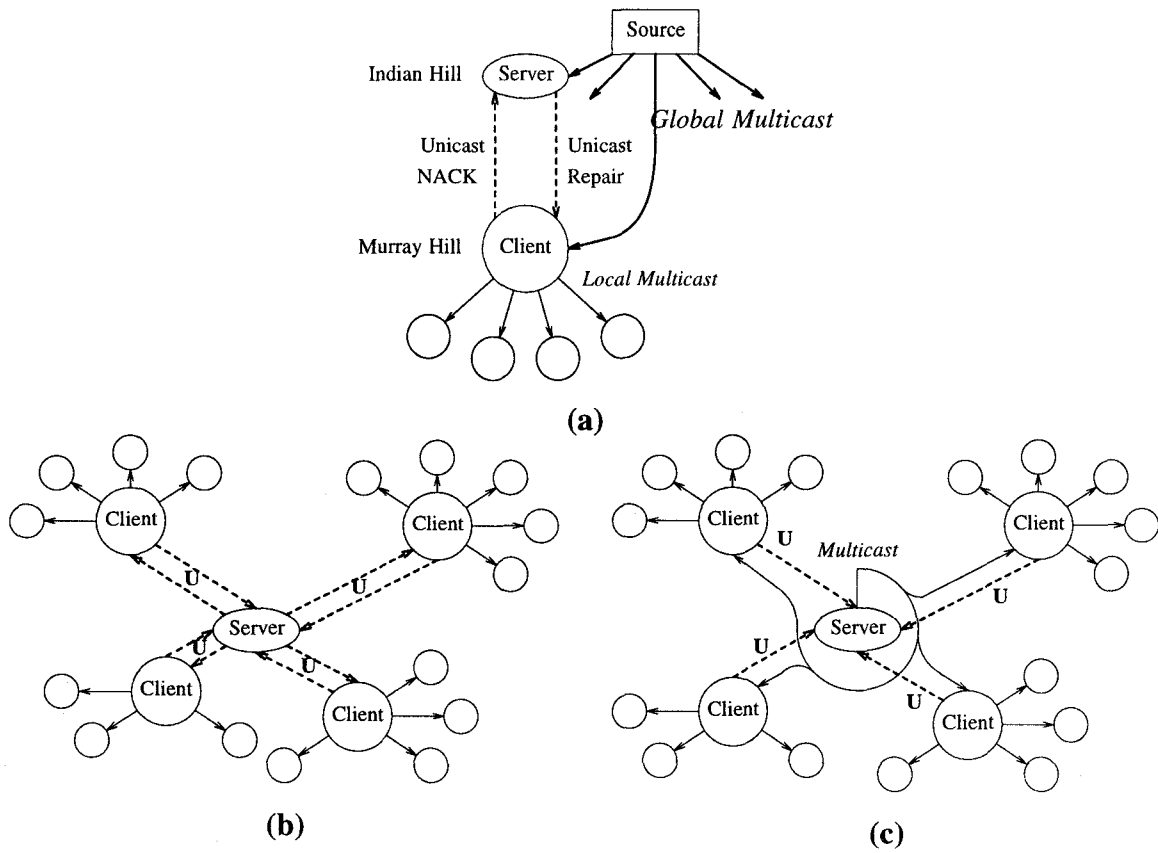 Source
Indian Hill
Server
Global Multicast
Unicast
NACK
Unicast
Repair
Murray Hill
Client
Local Multicast
(a)
Client
Client
U
U
Server
U
U
Client
Client
(b)
Client
Client
U
Multicast
U
Server
U
U
Client
Client
(c)